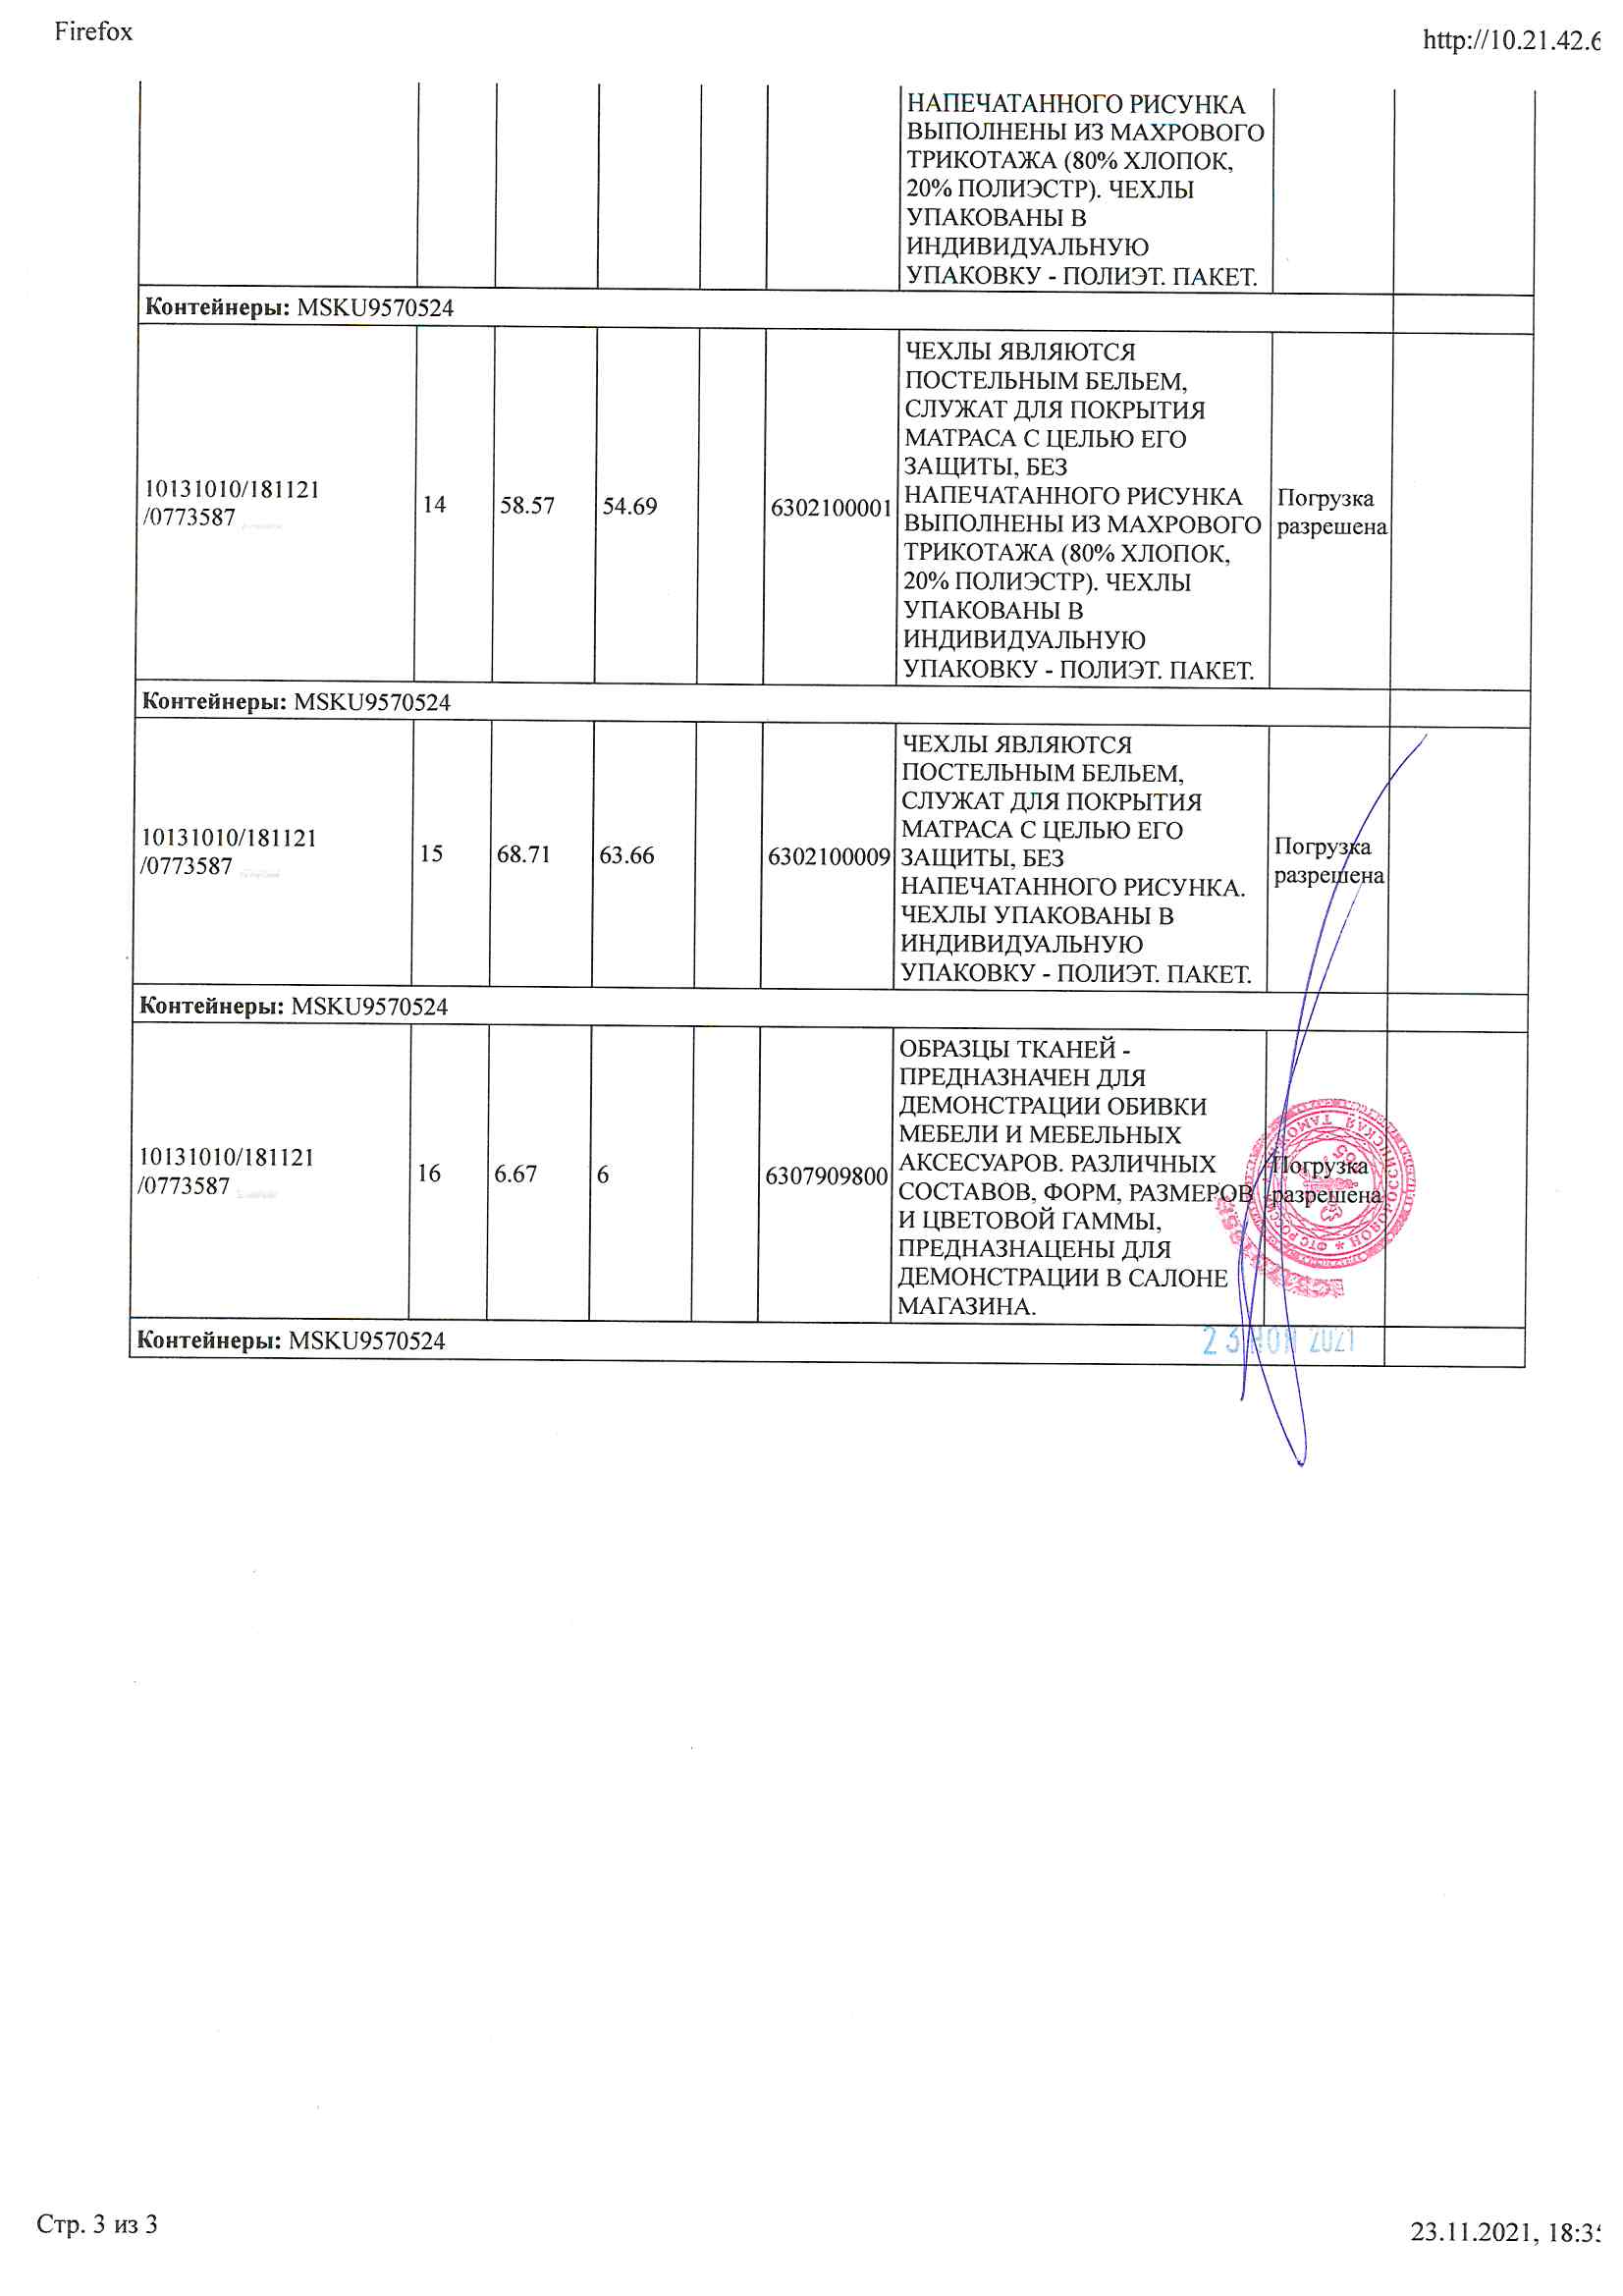 Firefox
http://10.21.42.6
НАПЕЧАТАННОГО РИСУНКА
ВЫПОЛНЕНЫ ИЗ МАХРОВОГО
ТРИКОТАЖА (80% ХЛОПОК,
20% ПОЛИЭСТР). ЧЕХЛЫ
УПАКОВАНЫ В
ИНДИВИДУАЛЬНУЮ
УПАКОВКУ - ПОЛИЭТ. ПАКЕТ.
Контейнеры: MSKU9570524
10131010/181121
/0773587
14
58.57
54.69
6302100001
ЧЕХЛЫ ЯВЛЯЮТСЯ
ПОСТЕЛЬНЫМ БЕЛЬЕМ,
СЛУЖАТ ДЛЯ ПОКРЫТИЯ
МАТРАСА С ЦЕЛЬЮ ЕГО
ЗАЩИТЫ, БЕЗ
НАПЕЧАТАННОГО РИСУНКА
ВЫПОЛНЕНЫ ИЗ МАХРОВОГО
ТРИКОТАЖА (80% ХЛОПОК,
20% ПОЛИЭСТР). ЧЕХЛЫ
УПАКОВАНЫ В
ИНДИВИДУАЛЬНУЮ
УПАКОВКУ - ПОЛИЭТ. ПАКЕТ.
Погрузка
разрешена
Контейнеры: MSKU9570524
10131010/181121
/0773587
15
68.71
63.66
6302100009
ЧЕХЛЫ ЯВЛЯЮТСЯ
ПОСТЕЛЬНЫМ БЕЛЬЕМ,
СЛУЖАТ ДЛЯ ПОКРЫТИЯ
МАТРАСА С ЦЕЛЬЮ ЕГО
ЗАЩИТЫ, БЕЗ
НАПЕЧАТАННОГО РИСУНКА.
ЧЕХЛЫ УПАКОВАНЫ В
ИНДИВИДУАЛЬНУЮ
УПАКОВКУ - ПОЛИЭТ. ПАКЕТ.
Погрузка
разрешена
Контейнеры: MSKU9570524
10131010/181121
/0773587
16
6.67
6
6307909800
ОБРАЗЦЫ ТКАНЕЙ -
ПРЕДНАЗНАЧЕН ДЛЯ
ДЕМОНСТРАЦИИ ОБИВКИ
МЕБЕЛИ И МЕБЕЛЬНЫХ
АКСЕСУАРОВ. РАЗЛИЧНЫХ
СОСТАВОВ, ФОРМ, РАЗМЕРОВ
И ЦВЕТОВОЙ ГАММЫ,
ПРЕДНАЗНАЦЕНЫ ДЛЯ
ДЕМОНСТРАЦИИ В САЛОНЕ
МАГАЗИНА.
Погрузка
разрешена
Контейнеры: MSKU9570524
23 НОЯ 2021
Стр. 3 из 3
23.11.2021, 18:3